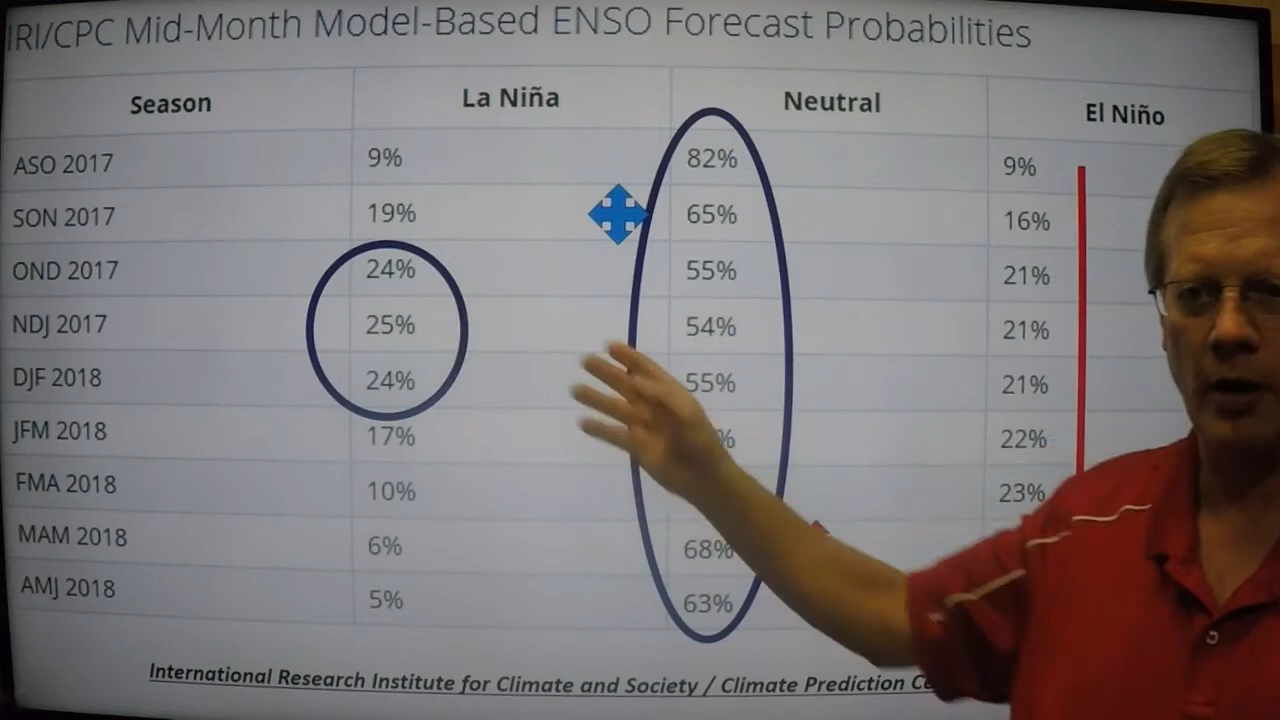 IRI/CPC Mid-Month Model-Based ENSO Forecast Probabilities
Season La Niña Neutral El Niño
ASO 2017 9% 82% 9%
SON 2017 19% 65% 16%
OND 2017 24% 55% 21%
NDJ 2017 25% 54% 21%
DJF 2018 24% 55% 21%
JFM 2018 17% % 22%
FMA 2018 10% 23%
MAM 2018 6% 68%
AMJ 2018 5% 63%
International Research Institute for Climate and Society / Climate Prediction